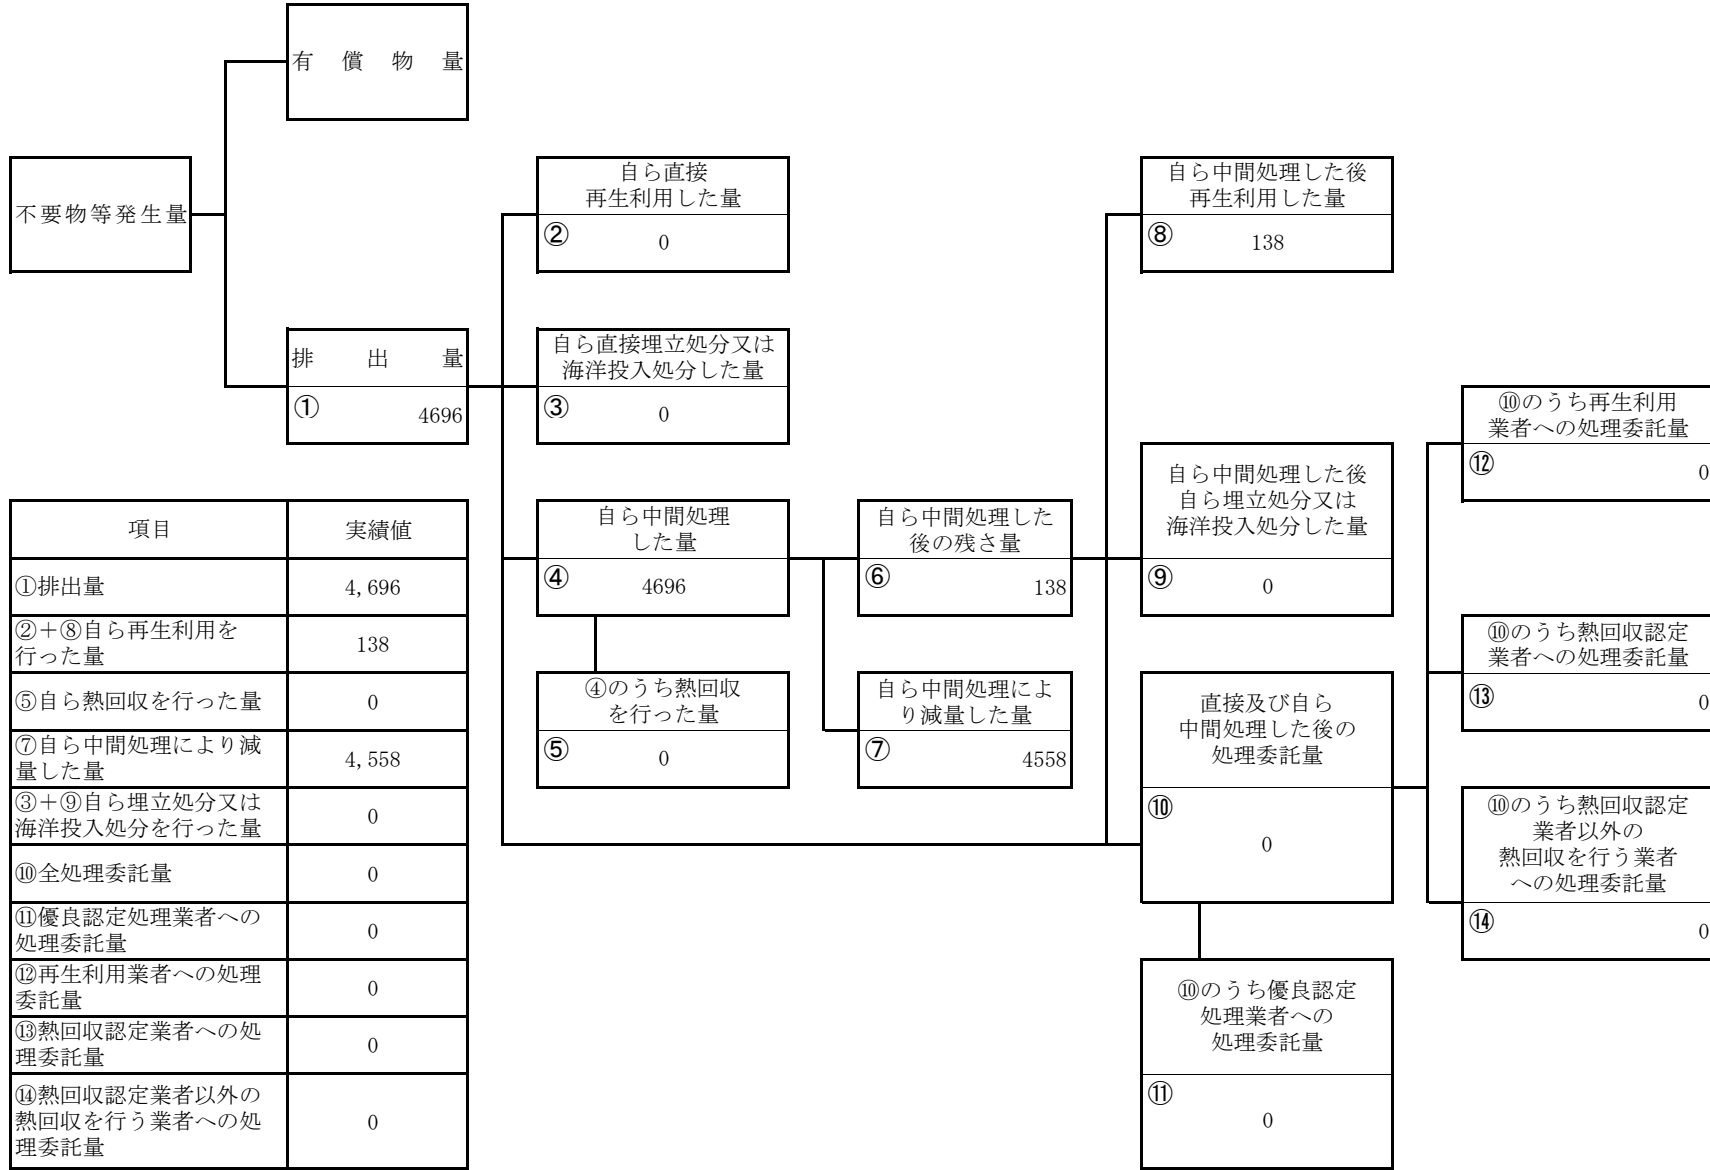 有償物量
不要物等発生量
排出量
① 4696
自ら直接
再生利用した量
② 0
自ら直接埋立処分又は
海洋投入処分した量
③ 0
自ら中間処理
した量
④ 4696
④のうち熱回収
を行った量
⑤ 0
自ら中間処理した
後の残さ量
⑥ 138
自ら中間処理によ
り減量した量
⑦ 4558
自ら中間処理した後
再生利用した量
⑧ 138
自ら中間処理した後
自ら埋立処分又は
海洋投入処分した量
⑨ 0
直接及び自ら
中間処理した後の
処理委託量
⑩
0
⑩のうち優良認定
処理業者への
処理委託量
⑪
0
⑩のうち再生利用
業者への処理委託量
⑫ 0
⑩のうち熱回収認定
業者への処理委託量
⑬ 0
⑩のうち熱回収認定
業者以外の
熱回収を行う業者
への処理委託量
⑭ 0
項目 実績値
①排出量 4,696
②+⑧自ら再生利用を
行った量 138
⑤自ら熱回収を行った量 0
⑦自ら中間処理により減
量した量 4,558
③+⑨自ら埋立処分又は
海洋投入処分を行った量 0
⑩全処理委託量 0
⑪優良認定処理業者への
処理委託量 0
⑫再生利用業者への処理
委託量 0
⑬熱回収認定業者への処
理委託量 0
⑭熱回収認定業者以外の
熱回収を行う業者への処
理委託量 0